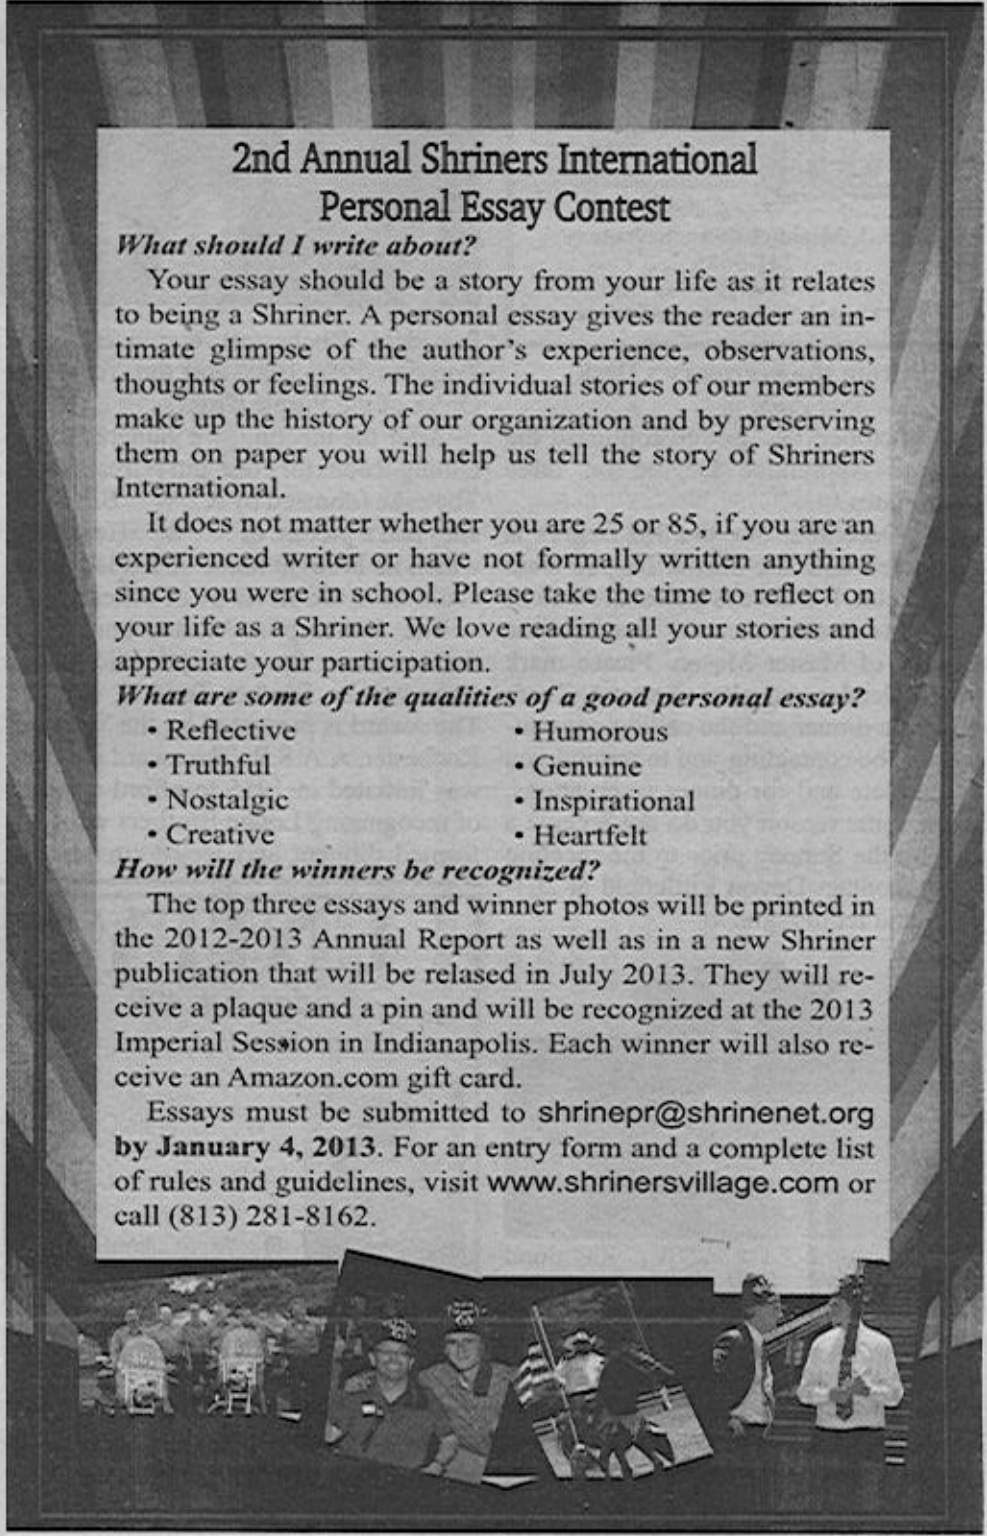 2nd Annual Shriners International
Personal Essay Contest
What should I write about?
Your essay should be a story from your life as it relates
to being a Shriner. A personal essay gives the reader an in-
timate glimpse of the author's experience, observations,
thoughts or feelings. The individual stories of our members
make up the history of our organization and by preserving
them on paper you will help us tell the story of Shriners
International.
It does not matter whether you are 25 or 85, if you are an
experienced writer or have not formally written anything
since you were in school. Please take the time to reflect on
your life as a Shriner. We love reading all your stories and
appreciate your participation.
What are some of the qualities of a good personal essay?
• Reflective • Humorous
• Truthful • Genuine
• Nostalgic • Inspirational
• Creative • Heartfelt
How will the winners be recognized?
The top three essays and winner photos will be printed in
the 2012-2013 Annual Report as well as in a new Shriner
publication that will be relased in July 2013. They will re-
ceive a plaque and a pin and will be recognized at the 2013
Imperial Session in Indianapolis. Each winner will also re-
ceive an Amazon.com gift card.
Essays must be submitted to shrinepr@shrinenet.org
by January 4, 2013. For an entry form and a complete list
of rules and guidelines, visit www.shrinersvillage.com or
call (813) 281-8162.